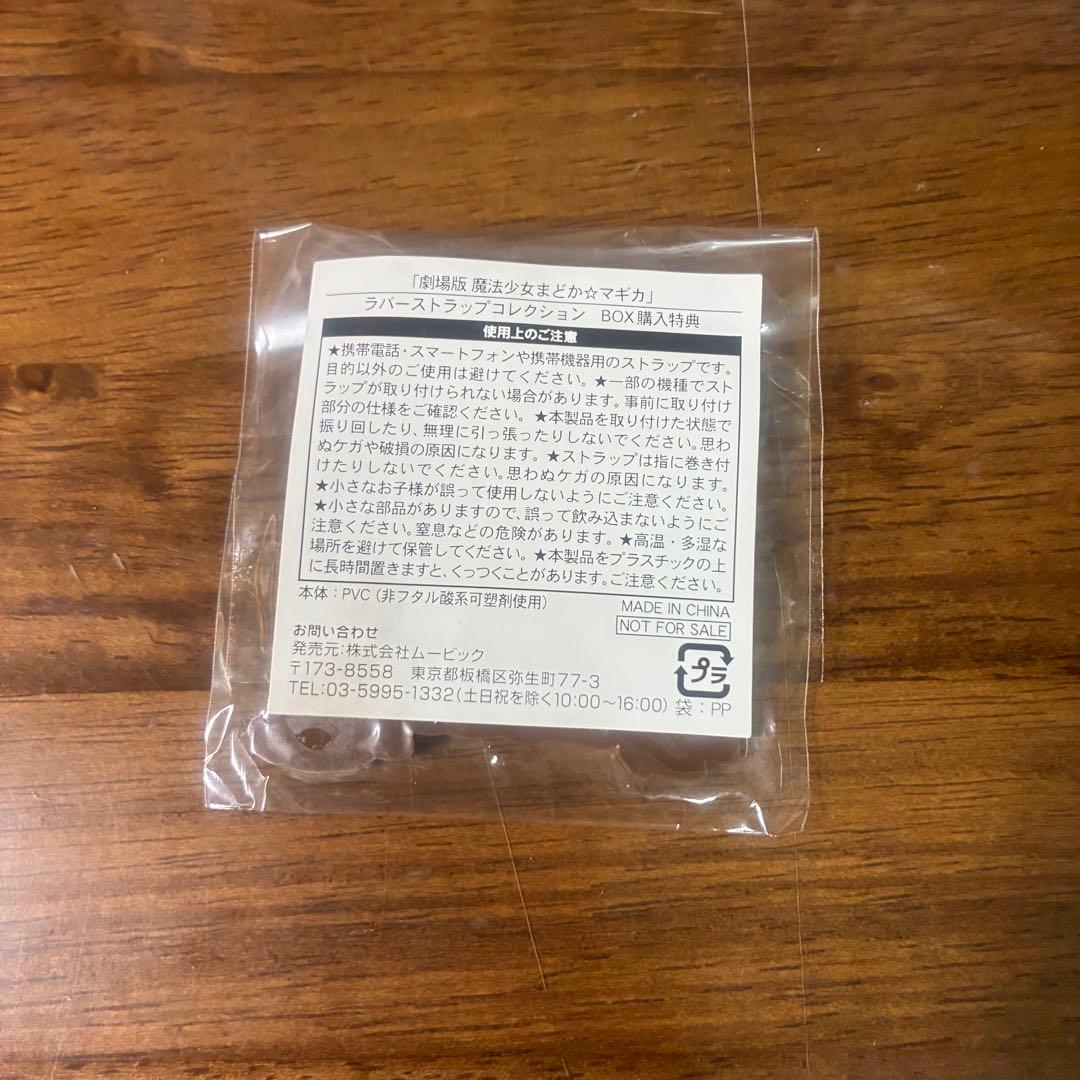 「劇場版 魔法少女まどか☆マギカ」
ラバーストラップコレクション BOX購入特典
使用上のご注意
★携帯電話・スマートフォンや携帯機器用のストラップです。
目的以外のご使用は避けてください。★一部の機種でスト
ラップが取り付けられない場合があります。事前に取り付け
部分の仕様をご確認ください。★本製品を取り付けた状態で
振り回したり、無理に引っ張ったりしないでください。思わ
ぬケガや破損の原因になります。★ストラップは指に巻き付
けたりしないでください。思わぬケガの原因になります。
★小さなお子様が誤って使用しないようにご注意ください。
★小さな部品がありますので、誤って飲み込まないようにご
注意ください。窒息などの危険があります。★高温・多湿な
場所を避けて保管してください。★本製品をプラスチックの上
に長時間置きますと、くっつくことがあります。ご注意ください。
本体：PVC（非フタル酸系可塑剤使用）
MADE IN CHINA
NOT FOR SALE
お問い合わせ
発売元：株式会社ムービック
〒173-8558 東京都板橋区弥生町77-3
TEL：03-5995-1332（土日祝を除く10:00～16:00）
プラ
袋：PP